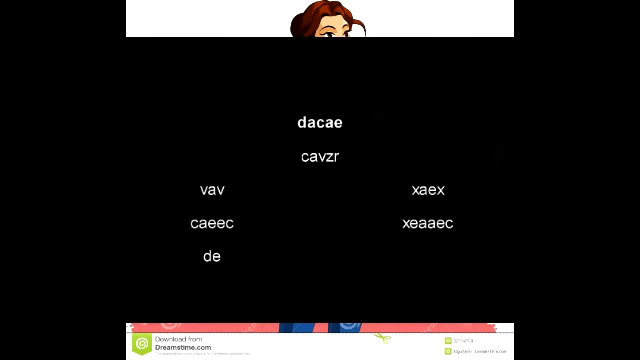 dacae
cavzr
vav
xaex
caeec
xeaaec
de
Download from
Dreamstime.com